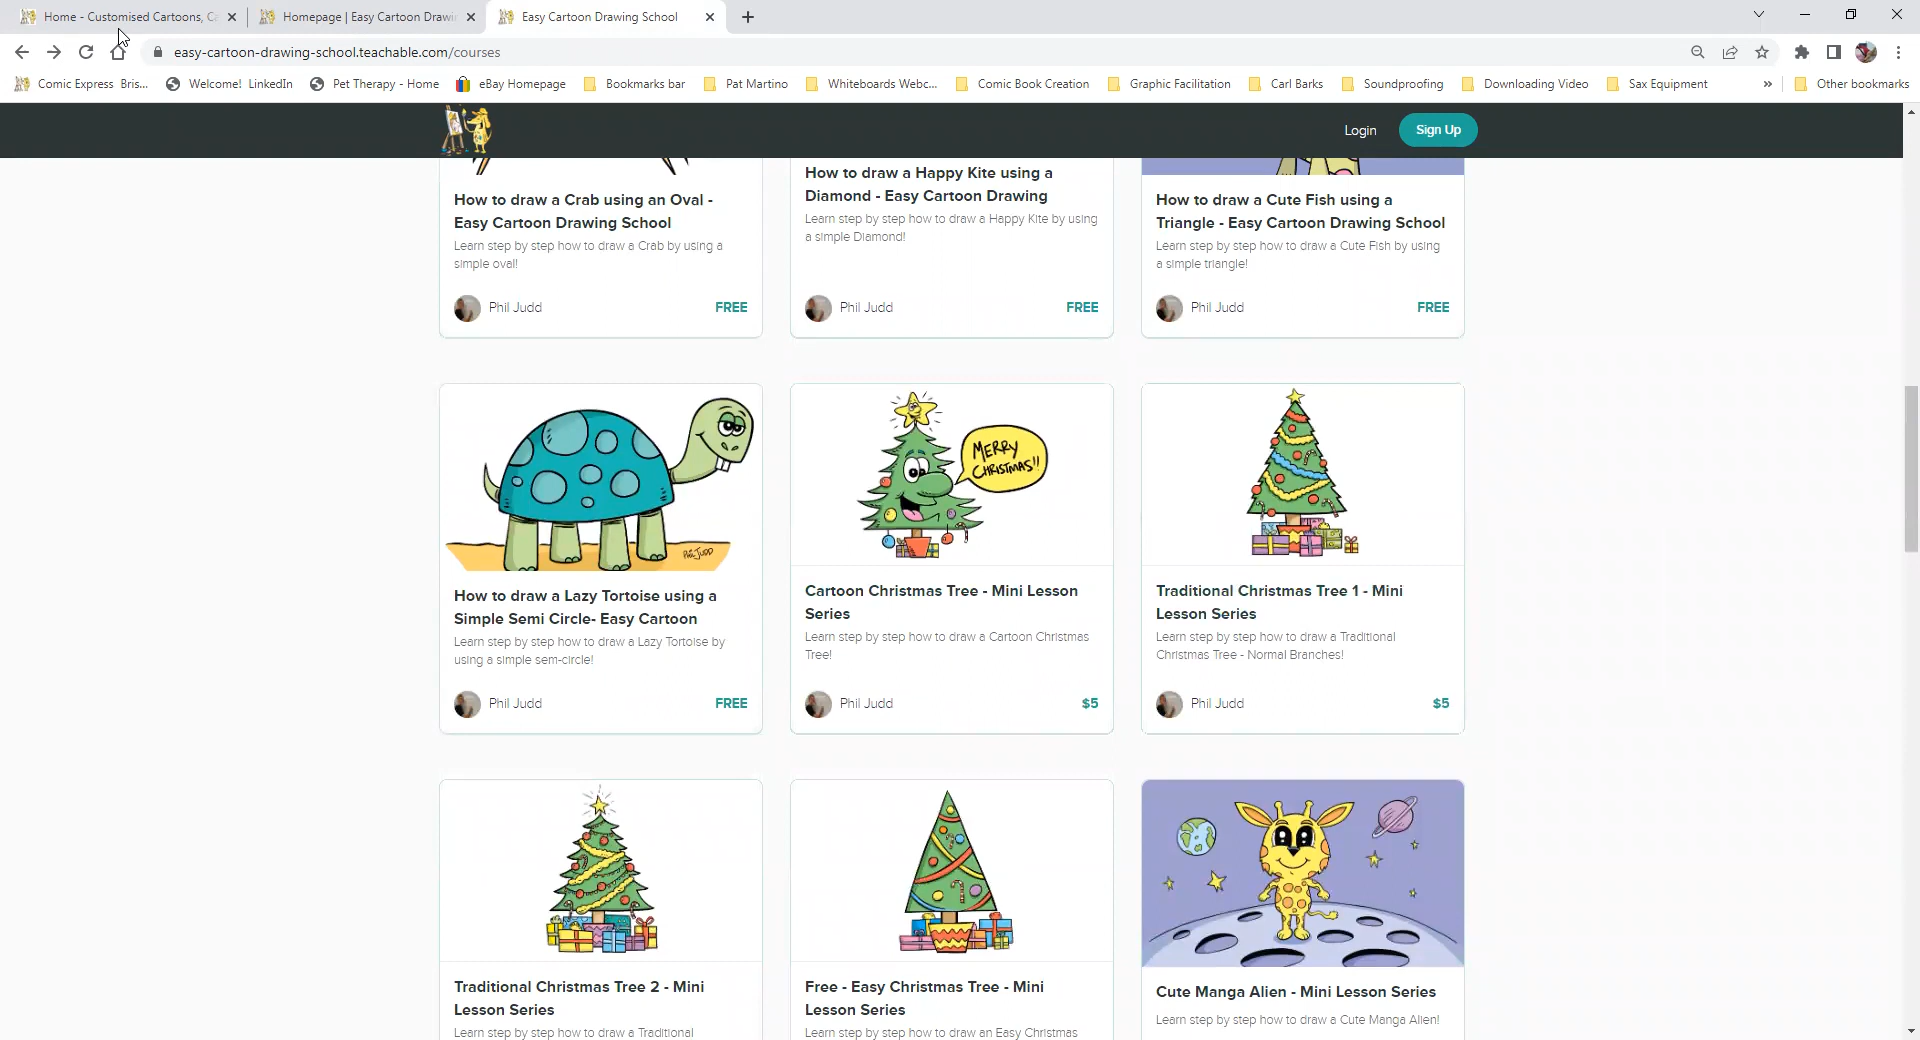 Home - Customised Cartoons, Ca
Homepage | Easy Cartoon Drawin
Easy Cartoon Drawing School
easy-cartoon-drawing-school.teachable.com/courses
Comic Express Bris...
Welcome! LinkedIn
Pet Therapy - Home
eBay Homepage
Bookmarks bar
Pat Martino
Whiteboards Webc...
Comic Book Creation
Graphic Facilitation
Carl Barks
Soundproofing
Downloading Video
Sax Equipment
»
Other bookmarks
Login
Sign Up
How to draw a Crab using an Oval -
Easy Cartoon Drawing School
Learn step by step how to draw a Crab by using a
simple oval!
Phil Judd
FREE
How to draw a Happy Kite using a
Diamond - Easy Cartoon Drawing
Learn step by step how to draw a Happy Kite by using
a simple Diamond!
Phil Judd
FREE
How to draw a Cute Fish using a
Triangle - Easy Cartoon Drawing School
Learn step by step how to draw a Cute Fish by using
a simple triangle!
Phil Judd
FREE
PHIL JUDD
How to draw a Lazy Tortoise using a
Simple Semi Circle- Easy Cartoon
Learn step by step how to draw a Lazy Tortoise by
using a simple sem-circle!
Phil Judd
FREE
MERRY
CHRISTMAS!!
Cartoon Christmas Tree - Mini Lesson
Series
Learn step by step how to draw a Cartoon Christmas
Tree!
Phil Judd
$5
Traditional Christmas Tree 1 - Mini
Lesson Series
Learn step by step how to draw a Traditional
Christmas Tree - Normal Branches!
Phil Judd
$5
Traditional Christmas Tree 2 - Mini
Lesson Series
Learn step by step how to draw a Traditional
Free - Easy Christmas Tree - Mini
Lesson Series
Learn step by step how to draw an Easy Christmas
Cute Manga Alien - Mini Lesson Series
Learn step by step how to draw a Cute Manga Alien!